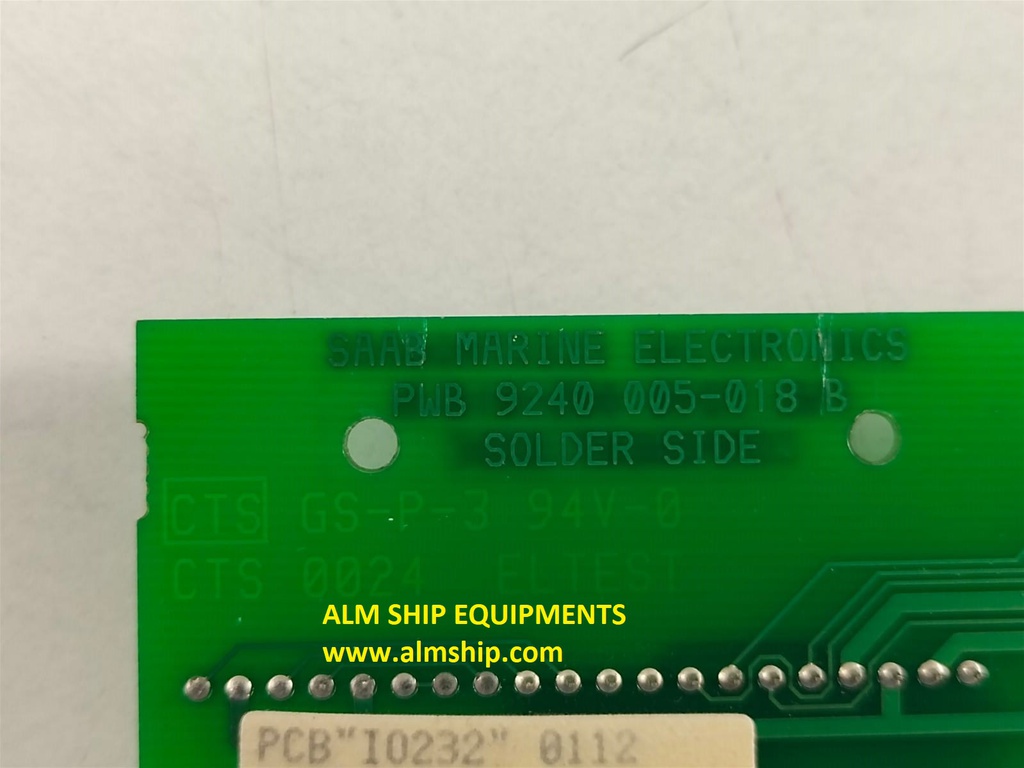 SAAB MARINE ELECTRONICS
PWB 9240 005-018 B
SOLDER SIDE
CTS GS-P-3 94V-0
CTS 0024 ELTEST
ALM SHIP EQUIPMENTS
www.almship.com
PCB"IO232" 0112